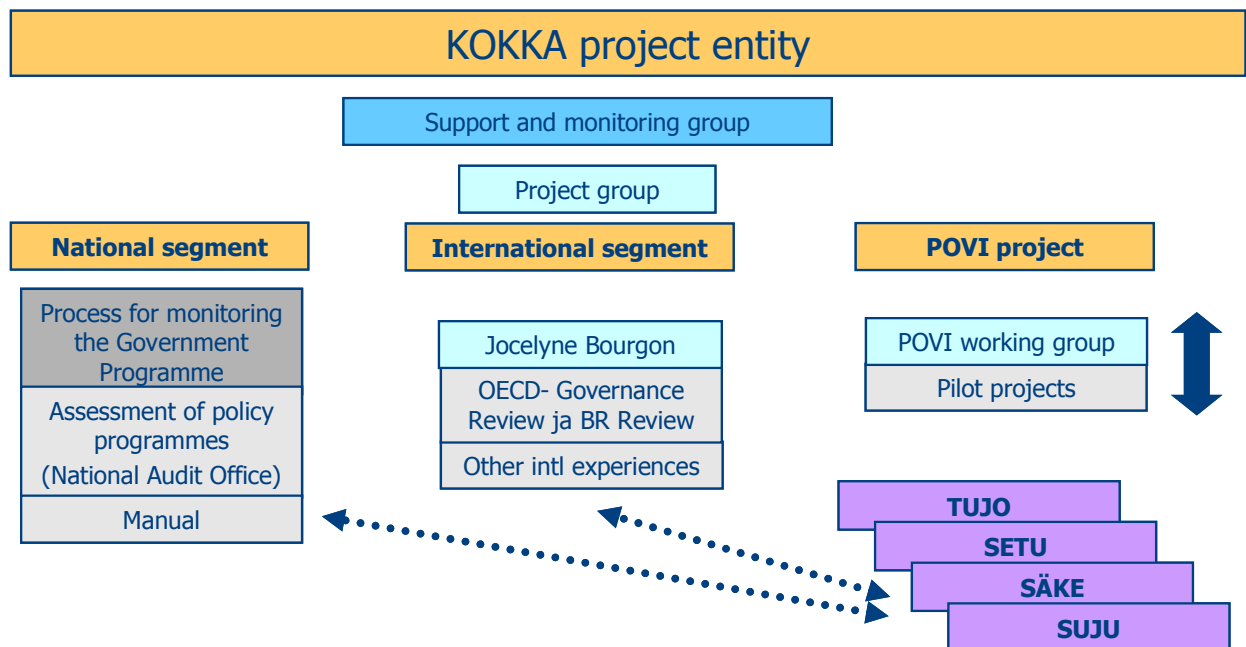 KOKKA project entity
Support and monitoring group
Project group
National segment
Process for monitoring
the Government
Programme
Assessment of policy
programmes
(National Audit Office)
Manual
International segment
Jocelyne Bourgon
OECD- Governance
Review ja BR Review
Other intl experiences
POVI project
POVI working group
Pilot projects
TUJO
SETU
SÄKE
SUJU